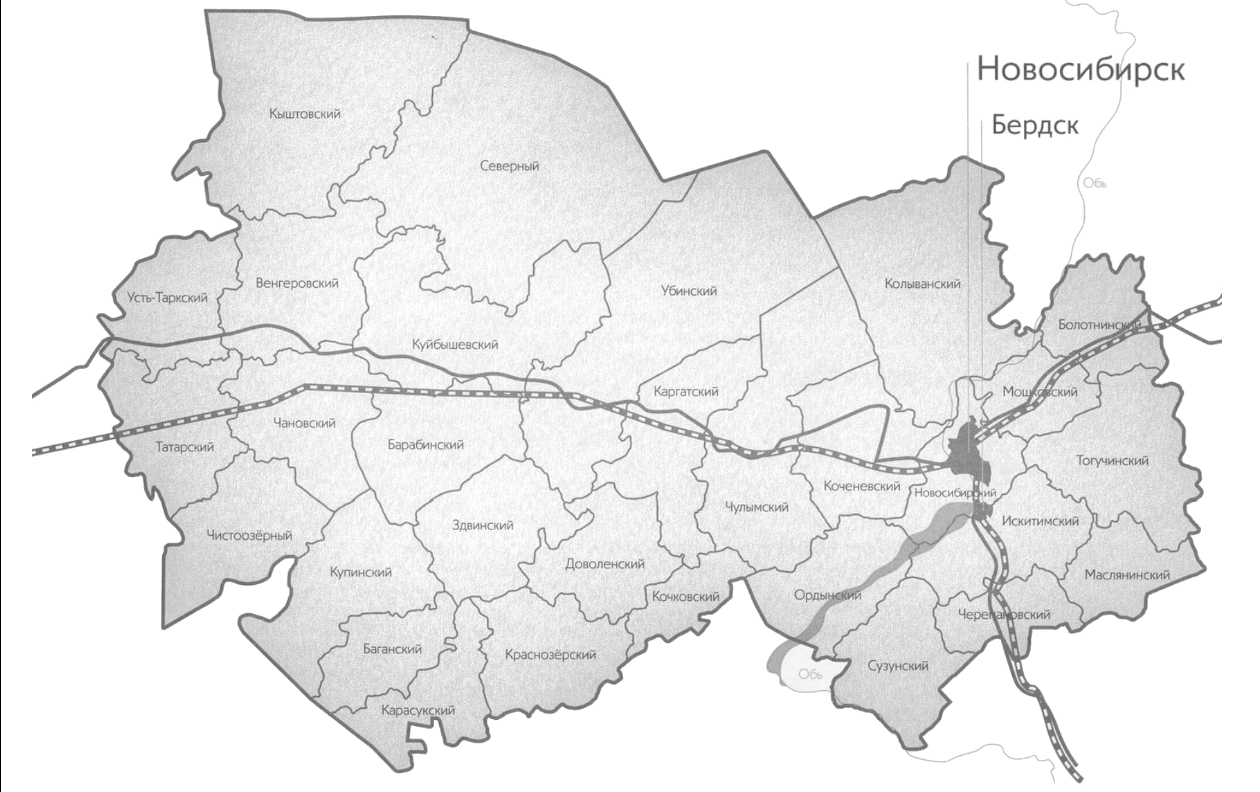 Новосибирск
Бердск
Кыштовский
Северный
Обь
Усть-Таркский
Венгеровский
Убинский
Колыванский
Болотнинский
Куйбышевский
Каргатский
Мошковский
Чановский
Татарский
Барабинский
Тогучинский
Коченевский
Новосибирский
Чулымский
Искитимский
Здвинский
Чистоозёрный
Доволенский
Купинский
Маслянинский
Кочковский
Ордынский
Черепановский
Баганский
Краснозёрский
Сузунский
Обь
Карасукский